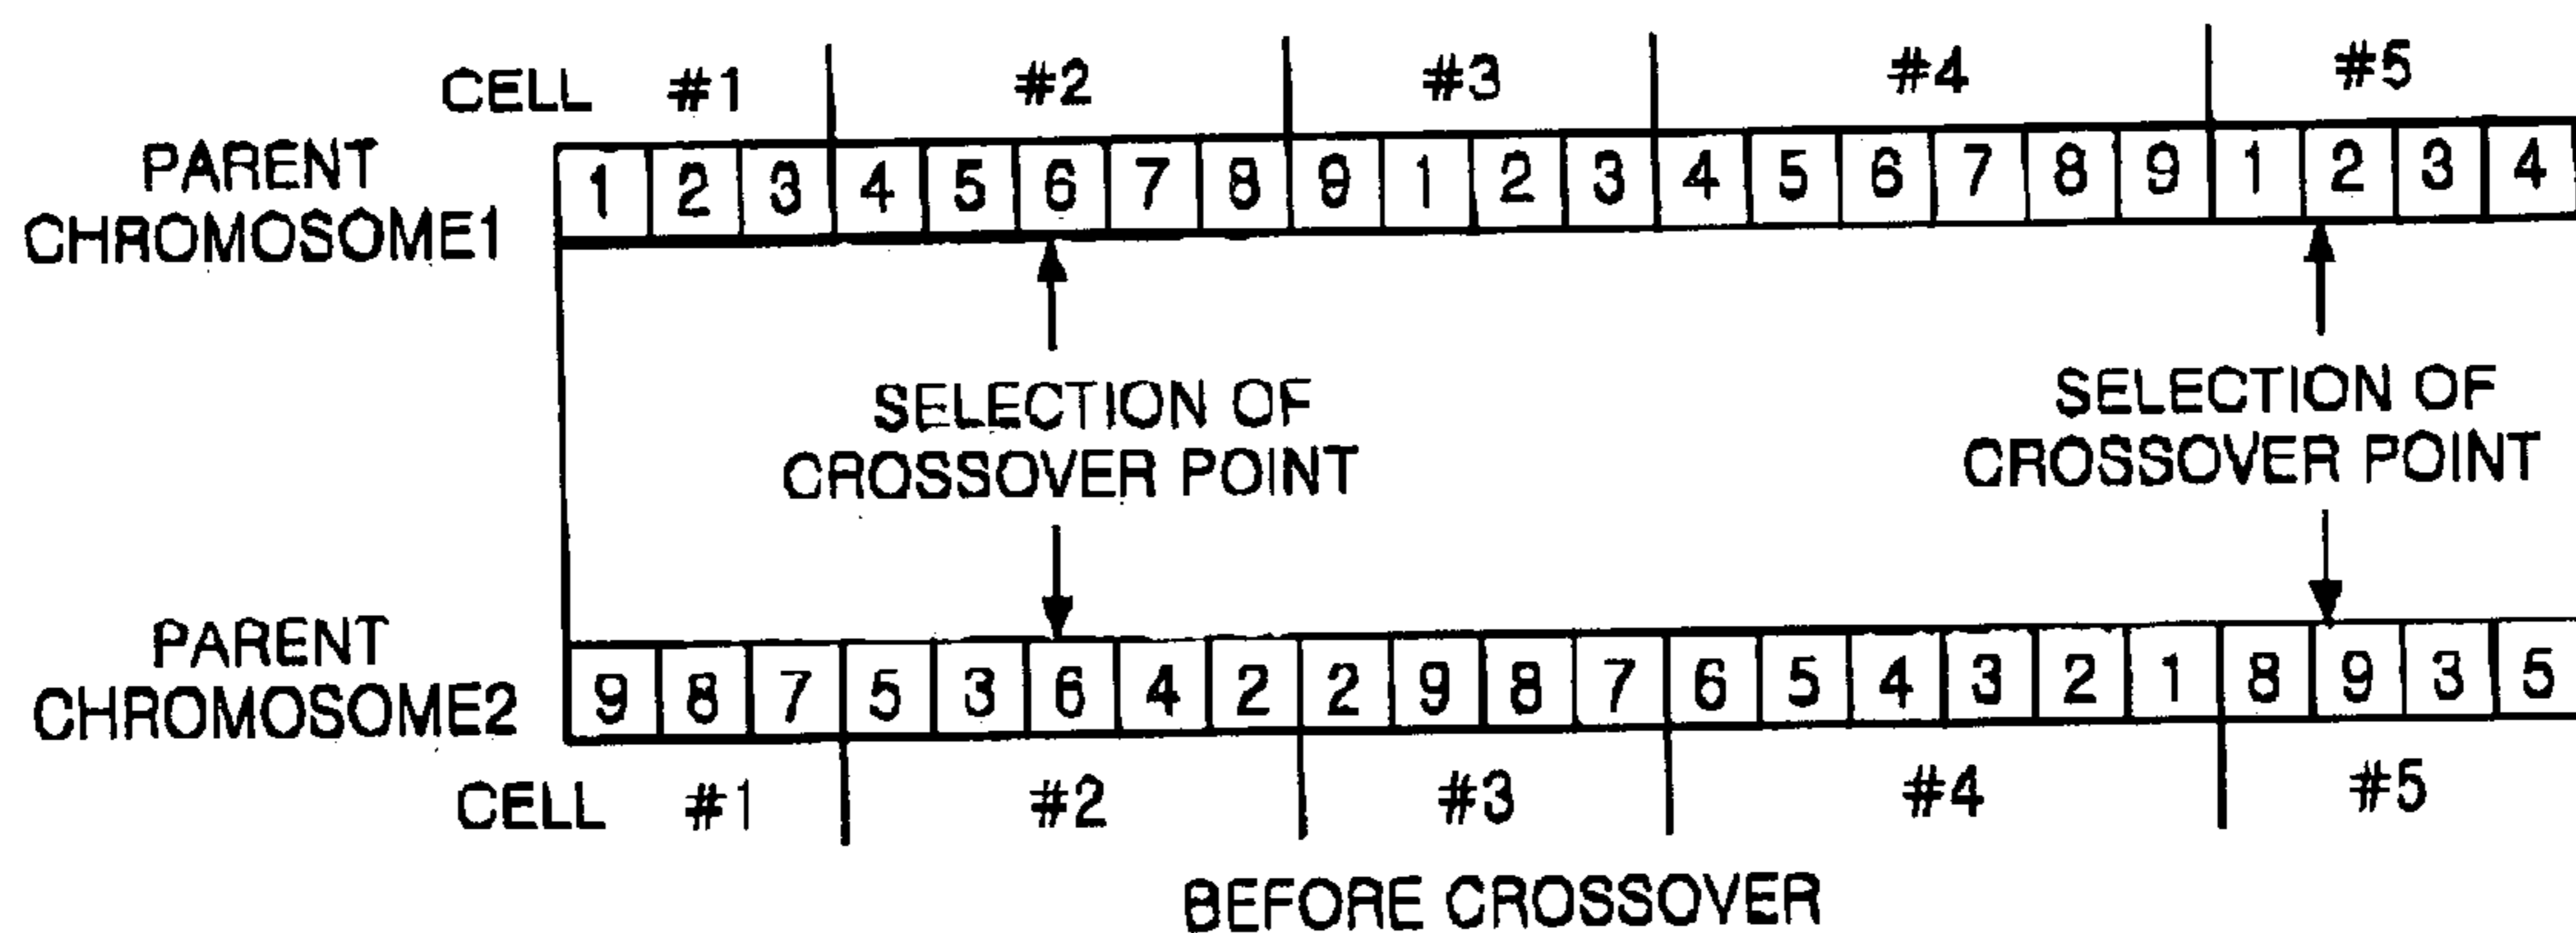 CELL #1 #2 #3 #4 #5
PARENT
CHROMOSOME1
1 2 3 4 5 6 7 8 9 1 2 3 4 5 6 7 8 9 1 2 3 4
SELECTION OF
CROSSOVER POINT
SELECTION OF
CROSSOVER POINT
PARENT
CHROMOSOME2
9 8 7 5 3 6 4 2 2 9 8 7 6 5 4 3 2 1 8 9 3 5
CELL #1 #2 #3 #4 #5
BEFORE CROSSOVER